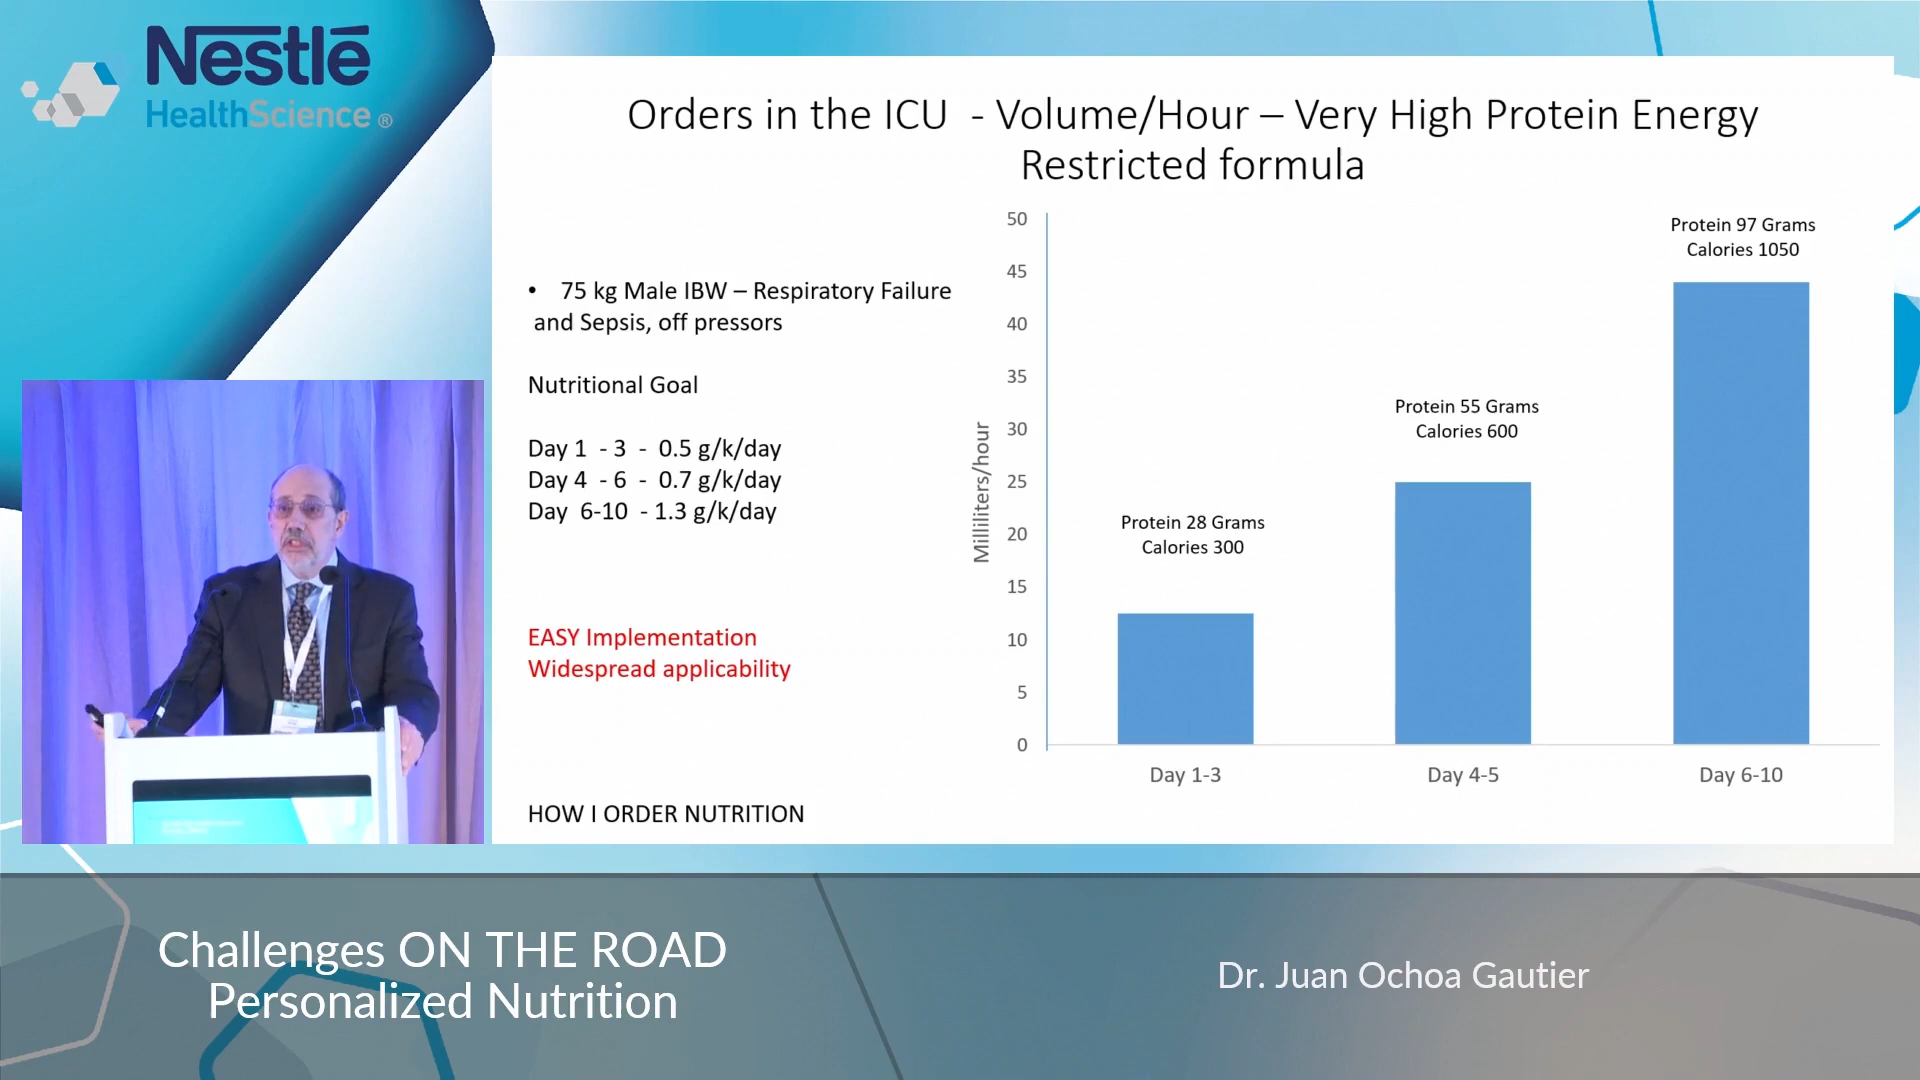 Nestlé
HealthScience®
Orders in the ICU - Volume/Hour – Very High Protein Energy
Restricted formula
• 75 kg Male IBW – Respiratory Failure
and Sepsis, off pressors
Nutritional Goal
Day 1 - 3 - 0.5 g/k/day
Day 4 - 6 - 0.7 g/k/day
Day 6-10 - 1.3 g/k/day
EASY Implementation
Widespread applicability
HOW I ORDER NUTRITION
Milliliters/hour
50
45
40
35
30
25
20
15
10
5
0
Protein 28 Grams
Calories 300
Protein 55 Grams
Calories 600
Protein 97 Grams
Calories 1050
Day 1-3
Day 4-5
Day 6-10
Challenges ON THE ROAD
Personalized Nutrition
Dr. Juan Ochoa Gautier